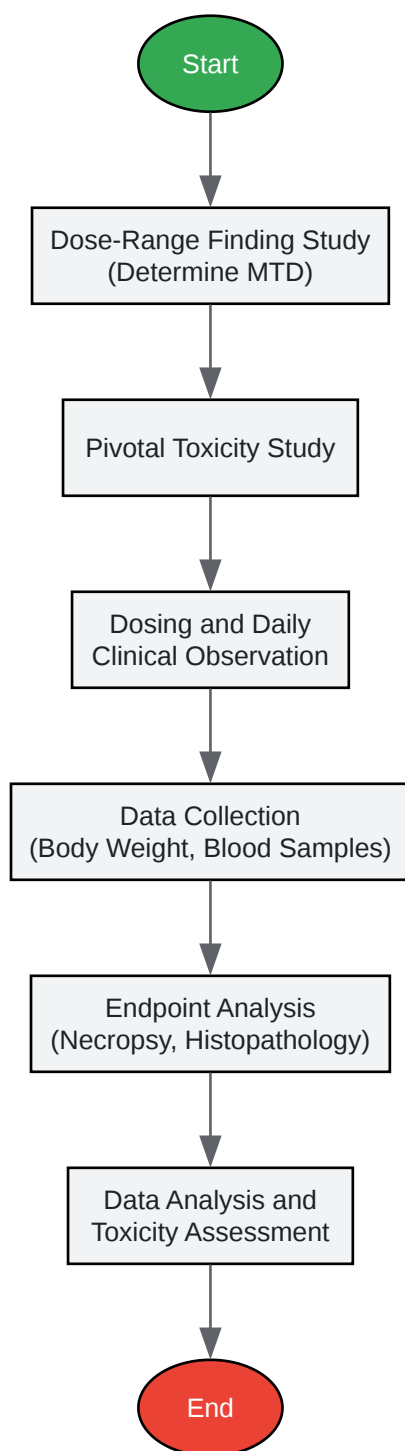 Start
Dose-Range Finding Study
(Determine MTD)
Pivotal Toxicity Study
Dosing and Daily
Clinical Observation
Data Collection
(Body Weight, Blood Samples)
Endpoint Analysis
(Necropsy, Histopathology)
Data Analysis and
Toxicity Assessment
End